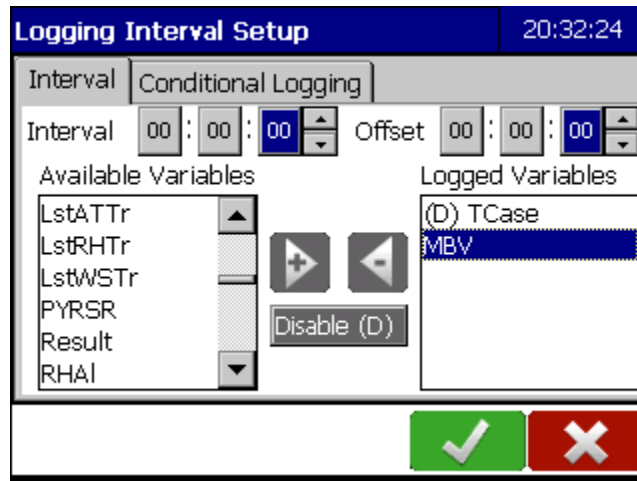 Logging Interval Setup 20:32:24
Interval Conditional Logging
Interval 00 : 00 : 00 Offset 00 : 00 : 00
Available Variables
LstATTr
LstRHTr
LstWSTr
PYRSR
Result
RHAl
Disable (D)
Logged Variables
(D) TCase
MBV